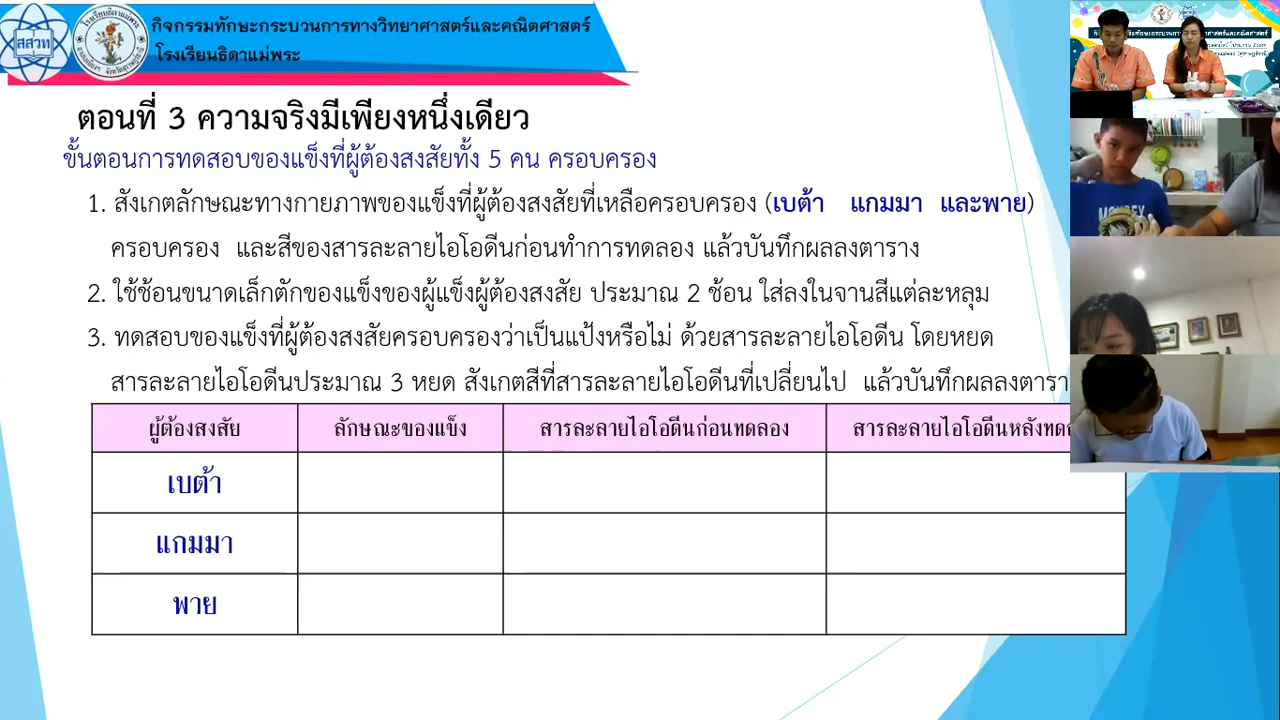 สสวท
กิจกรรมทักษะกระบวนการทางวิทยาศาสตร์และคณิตศาสตร์
โรงเรียนธิดาแม่พระ
ตอนที่ 3 ความจริงมีเพียงหนึ่งเดียว
ขั้นตอนการทดสอบของแข็งที่ผู้ต้องสงสัยทั้ง 5 คน ครอบครอง
1. สังเกตลักษณะทางกายภาพของแข็งที่ผู้ต้องสงสัยที่เหลือครอบครอง (เบต้า แกมมา และพาย)
ครอบครอง และสีของสารละลายไอโอดีนก่อนทำการทดลอง แล้วบันทึกผลลงตาราง
2. ใช้ช้อนขนาดเล็กตักของแข็งของผู้แข็งผู้ต้องสงสัย ประมาณ 2 ช้อน ใส่ลงในจานสีแต่ละหลุม
3. ทดสอบของแข็งที่ผู้ต้องสงสัยครอบครองว่าเป็นแป้งหรือไม่ ด้วยสารละลายไอโอดีน โดยหยด
สารละลายไอโอดีนประมาณ 3 หยด สังเกตสีที่สารละลายไอโอดีนที่เปลี่ยนไป แล้วบันทึกผลลงตารา
ผู้ต้องสงสัย ลักษณะของแข็ง สารละลายไอโอดีนก่อนทดลอง สารละลายไอโอดีนหลังทดล
เบต้า
แกมมา
พาย